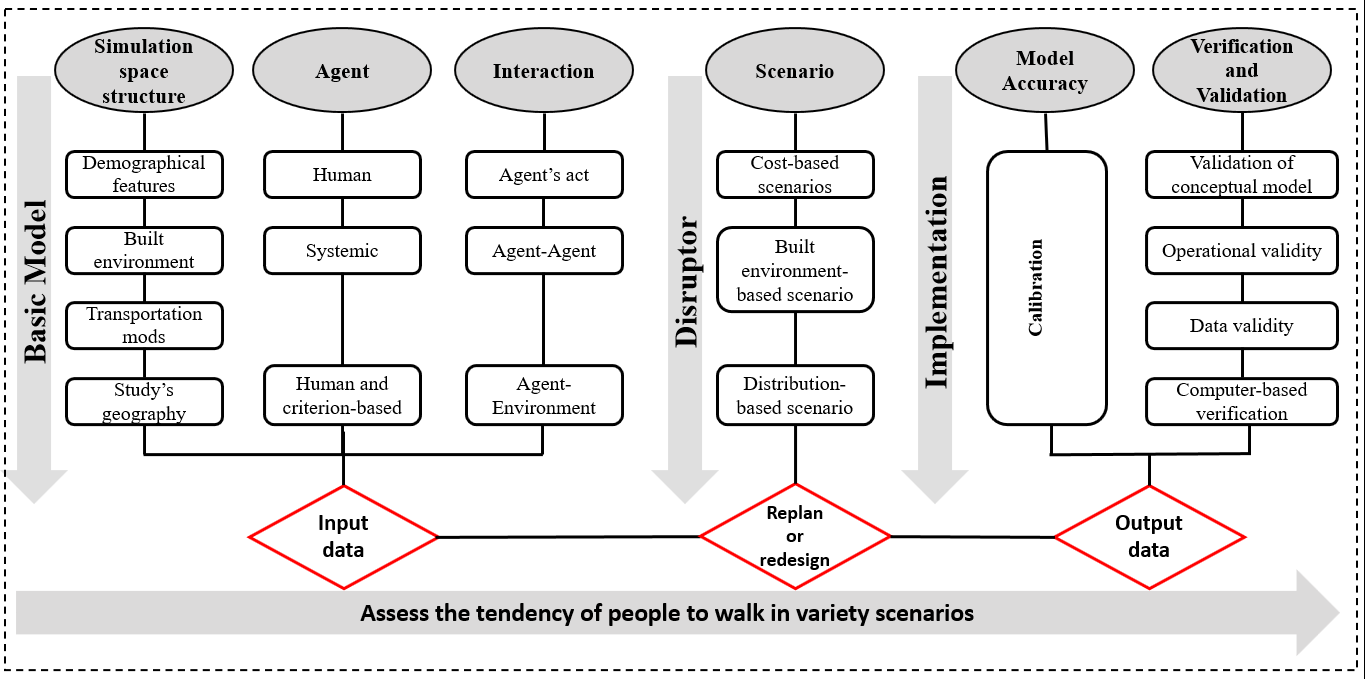 Basic Model
Simulation
space
structure
Demographical
features
Built
environment
Transportation
mods
Study's
geography
Agent
Human
Systemic
Human and
criterion-based
Interaction
Agent's act
Agent-Agent
Agent-
Environment
Input
data
Disruptor
Scenario
Cost-based
scenarios
Built
environment-
based scenario
Distribution-
based scenario
Replan
or
redesign
Implementation
Model
Accuracy
Calibration
Verification
and
Validation
Validation of
conceptual model
Operational validity
Data validity
Computer-based
verification
Output
data
Assess the tendency of people to walk in variety scenarios